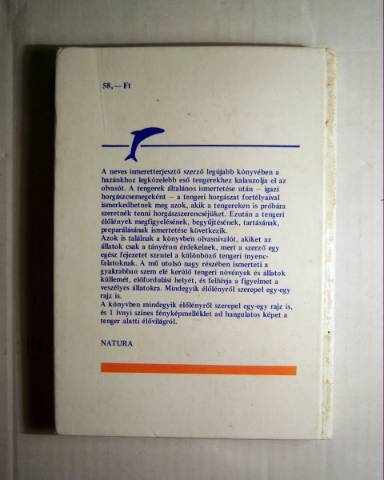 58,— Ft
A neves ismeretterjesztő szerző legújabb könyvében a
hazánkhoz legközelebb eső tengerekhez kalauzolja el az
olvasót. A tengerek általános ismertetése után — igazi
horgászcsemegeként — a tengeri horgászat fortélyaival
ismerkedhetnek meg azok, akik a tengereken is próbára
szeretnék tenni horgászszerencséjüket. Ezután a tengeri
élőlények megfigyelésének, begyűjtésének, tartásának,
preparálásának ismertetése következik.
Azok is találnak a könyvben olvasnivalót, akiket az
állatok csak a tányéron érdekelnek, mert a szerző egy
egész fejezetet szentel a különböző tengeri ínyenc-
falatoknak. A mű utolsó nagy részében ismerteti a
gyakrabban szem elé kerülő tengeri növények és állatok
küllemét, előfordulási helyét, és felhívja a figyelmet a
veszélyes állatokra. Mindegyik élőlényről szerepel egy-egy
rajz is.
A könyvben mindegyik élőlényről szerepel egy-egy rajz is,
és 1 ívnyi színes fényképmelléklet ad hangulatos képet a
tenger alatti élővilágról.
NATURA